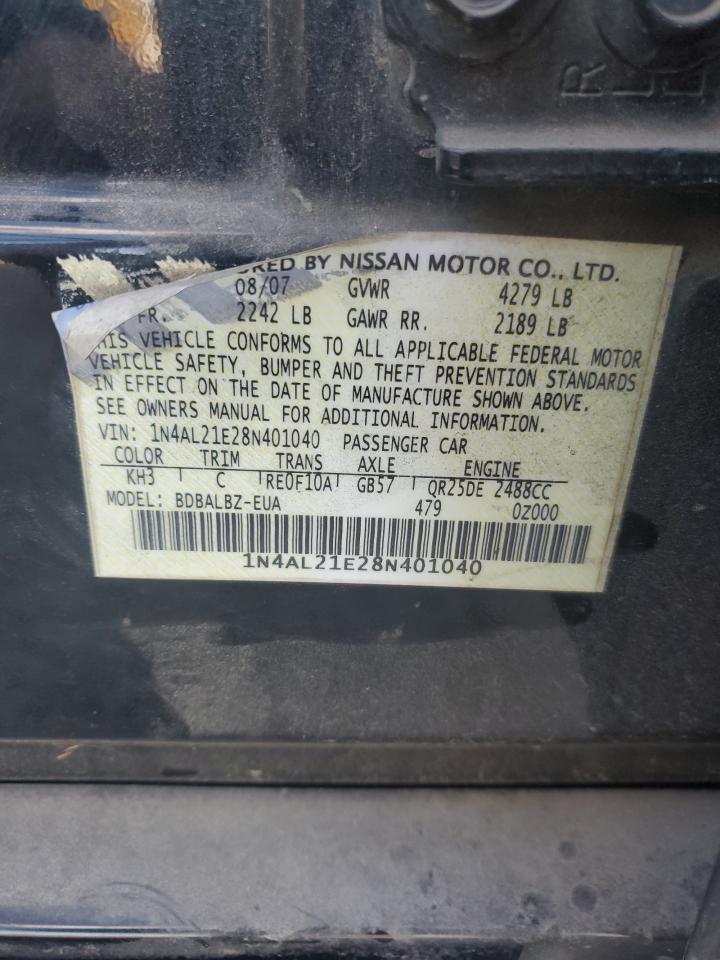 R
L
URED BY NISSAN MOTOR CO., LTD.
08/07 GVWR 4279 LB
FR. 2242 LB GAWR RR. 2189 LB
HIS VEHICLE CONFORMS TO ALL APPLICABLE FEDERAL MOTOR
VEHICLE SAFETY, BUMPER AND THEFT PREVENTION STANDARDS
IN EFFECT ON THE DATE OF MANUFACTURE SHOWN ABOVE.
SEE OWNERS MANUAL FOR ADDITIONAL INFORMATION.
VIN: 1N4AL21E28N401040 PASSENGER CAR
COLOR TRIM TRANS AXLE ENGINE
KH3 C RE0F10A GB57 QR25DE 2488CC
MODEL: BDBALBZ-EUA 479 0Z000
1N4AL21E28N401040